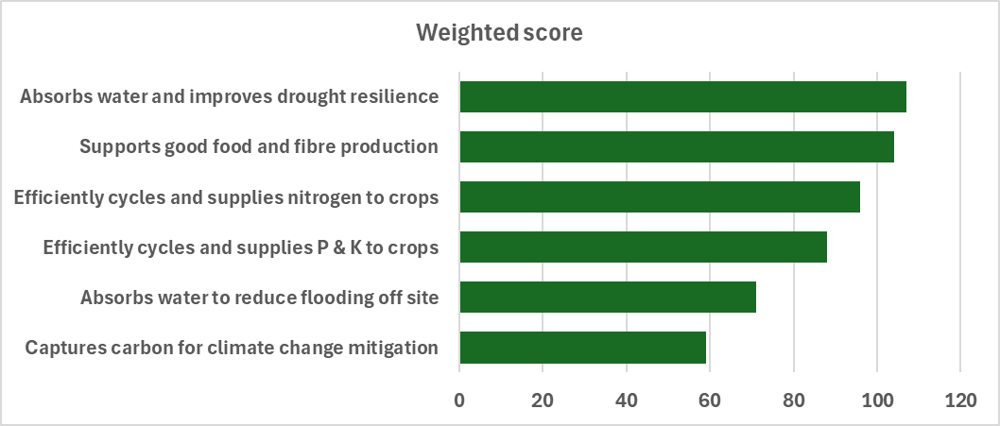 Weighted score
Absorbs water and improves drought resilience
Supports good food and fibre production
Efficiently cycles and supplies nitrogen to crops
Efficiently cycles and supplies P & K to crops
Absorbs water to reduce flooding off site
Captures carbon for climate change mitigation
0 20 40 60 80 100 120